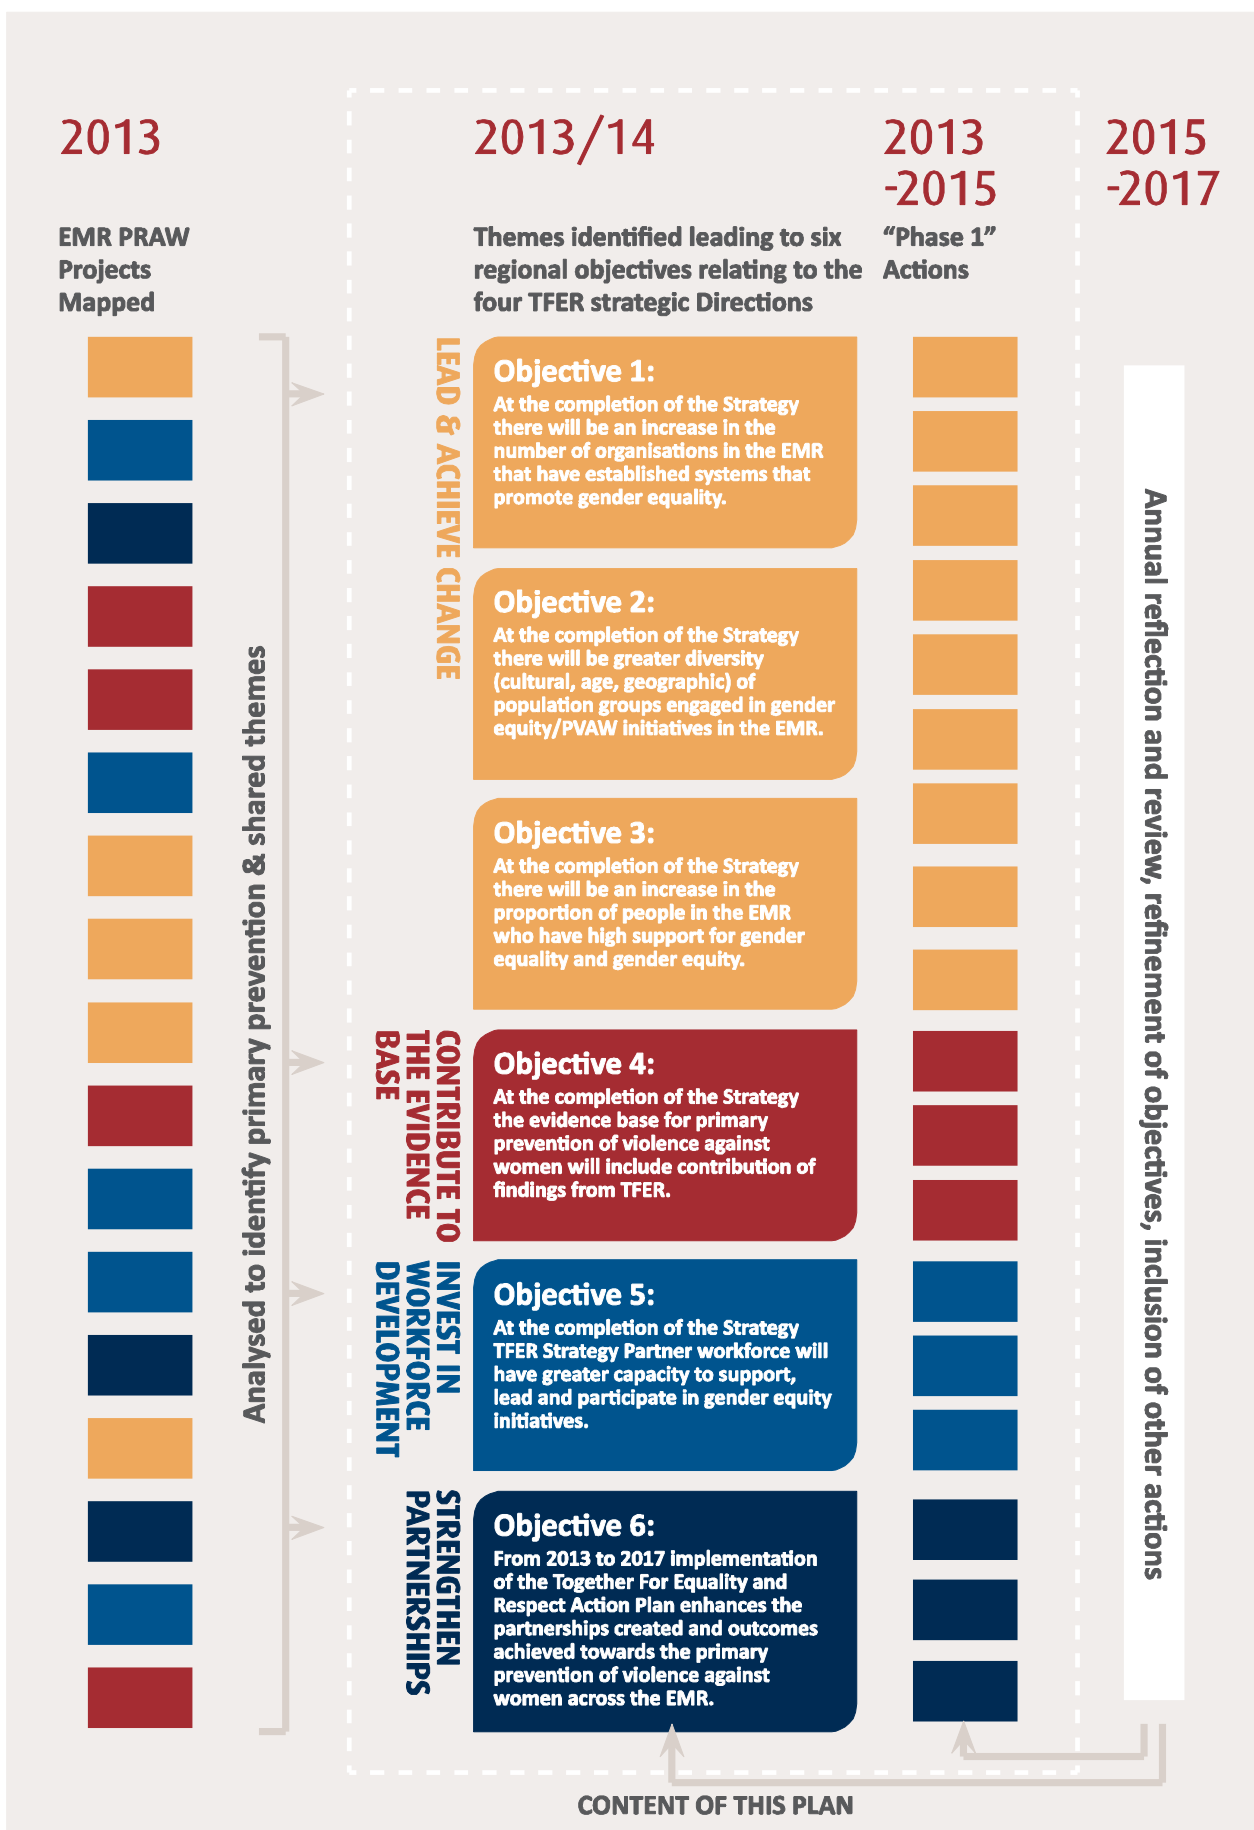 2013
EMR PRAW
Projects
Mapped
Analysed to identify primary prevention & shared themes
2013/14
Themes identified leading to six
regional objectives relating to the
four TFER strategic Directions
LEAD & ACHIEVE CHANGE
Objective 1:
At the completion of the Strategy
there will be an increase in the
number of organisations in the EMR
that have established systems that
promote gender equality.
Objective 2:
At the completion of the Strategy
there will be greater diversity
(cultural, age, geographic) of
population groups engaged in gender
equity/PVAW initiatives in the EMR.
Objective 3:
At the completion of the Strategy
there will be an increase in the
proportion of people in the EMR
who have high support for gender
equality and gender equity.
CONTRIBUTE TO
THE EVIDENCE
BASE
Objective 4:
At the completion of the Strategy
the evidence base for primary
prevention of violence against
women will include contribution of
findings from TFER.
INVEST IN
WORKFORCE
DEVELOPMENT
Objective 5:
At the completion of the Strategy
TFER Strategy Partner workforce will
have greater capacity to support,
lead and participate in gender equity
initiatives.
STRENGTHEN
PARTNERSHIPS
Objective 6:
From 2013 to 2017 implementation
of the Together For Equality and
Respect Action Plan enhances the
partnerships created and outcomes
achieved towards the primary
prevention of violence against
women across the EMR.
2013
-2015
“Phase 1”
Actions
2015
-2017
Annual reflection and review, refinement of objectives, inclusion of other actions
CONTENT OF THIS PLAN